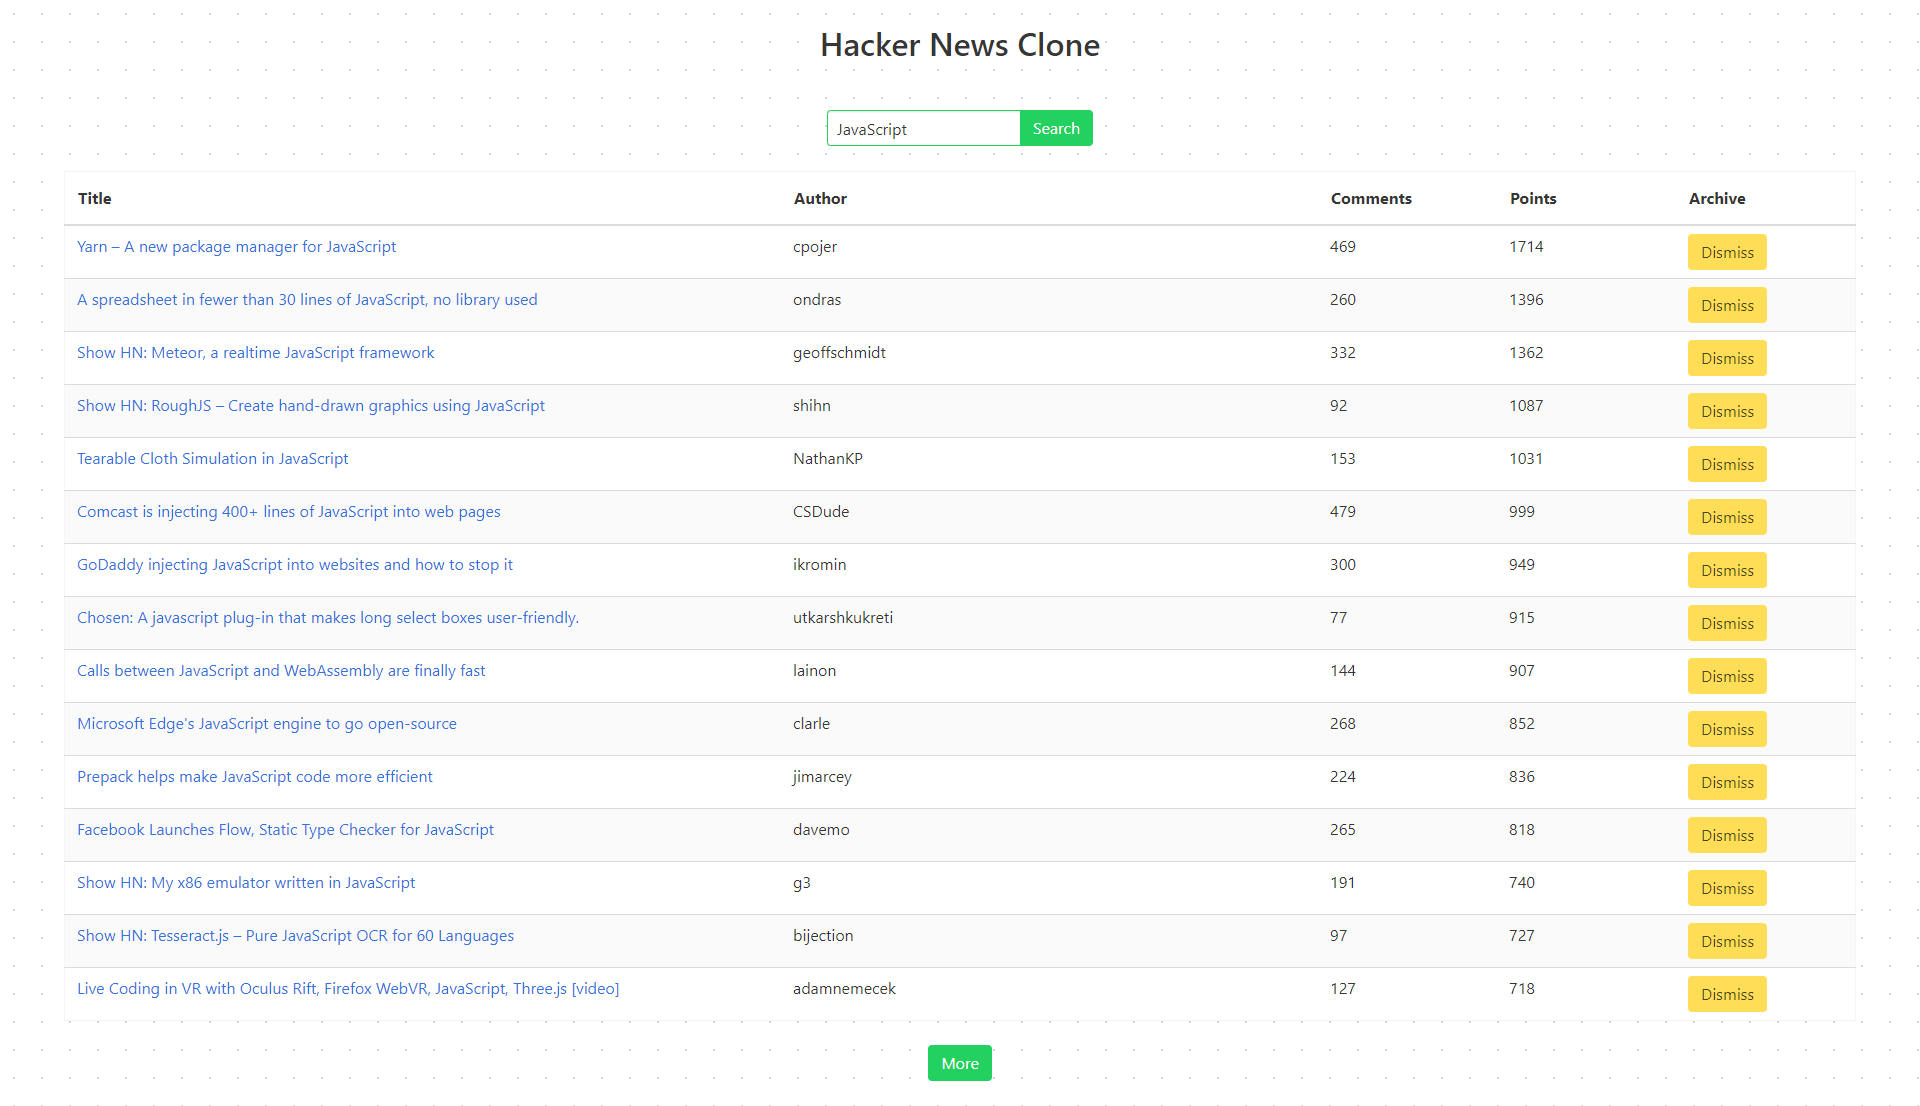 Hacker News Clone
JavaScript Search
Title Author Comments Points Archive
Yarn – A new package manager for JavaScript cpojer 469 1714 Dismiss
A spreadsheet in fewer than 30 lines of JavaScript, no library used ondras 260 1396 Dismiss
Show HN: Meteor, a realtime JavaScript framework geoffschmidt 332 1362 Dismiss
Show HN: RoughJS – Create hand-drawn graphics using JavaScript shihn 92 1087 Dismiss
Tearable Cloth Simulation in JavaScript NathanKP 153 1031 Dismiss
Comcast is injecting 400+ lines of JavaScript into web pages CSDude 479 999 Dismiss
GoDaddy injecting JavaScript into websites and how to stop it ikromin 300 949 Dismiss
Chosen: A javascript plug-in that makes long select boxes user-friendly. utkarshkukreti 77 915 Dismiss
Calls between JavaScript and WebAssembly are finally fast lainon 144 907 Dismiss
Microsoft Edge's JavaScript engine to go open-source clarle 268 852 Dismiss
Prepack helps make JavaScript code more efficient jimarcey 224 836 Dismiss
Facebook Launches Flow, Static Type Checker for JavaScript davemo 265 818 Dismiss
Show HN: My x86 emulator written in JavaScript g3 191 740 Dismiss
Show HN: Tesseract.js – Pure JavaScript OCR for 60 Languages bijection 97 727 Dismiss
Live Coding in VR with Oculus Rift, Firefox WebVR, JavaScript, Three.js [video] adamnemecek 127 718 Dismiss
More